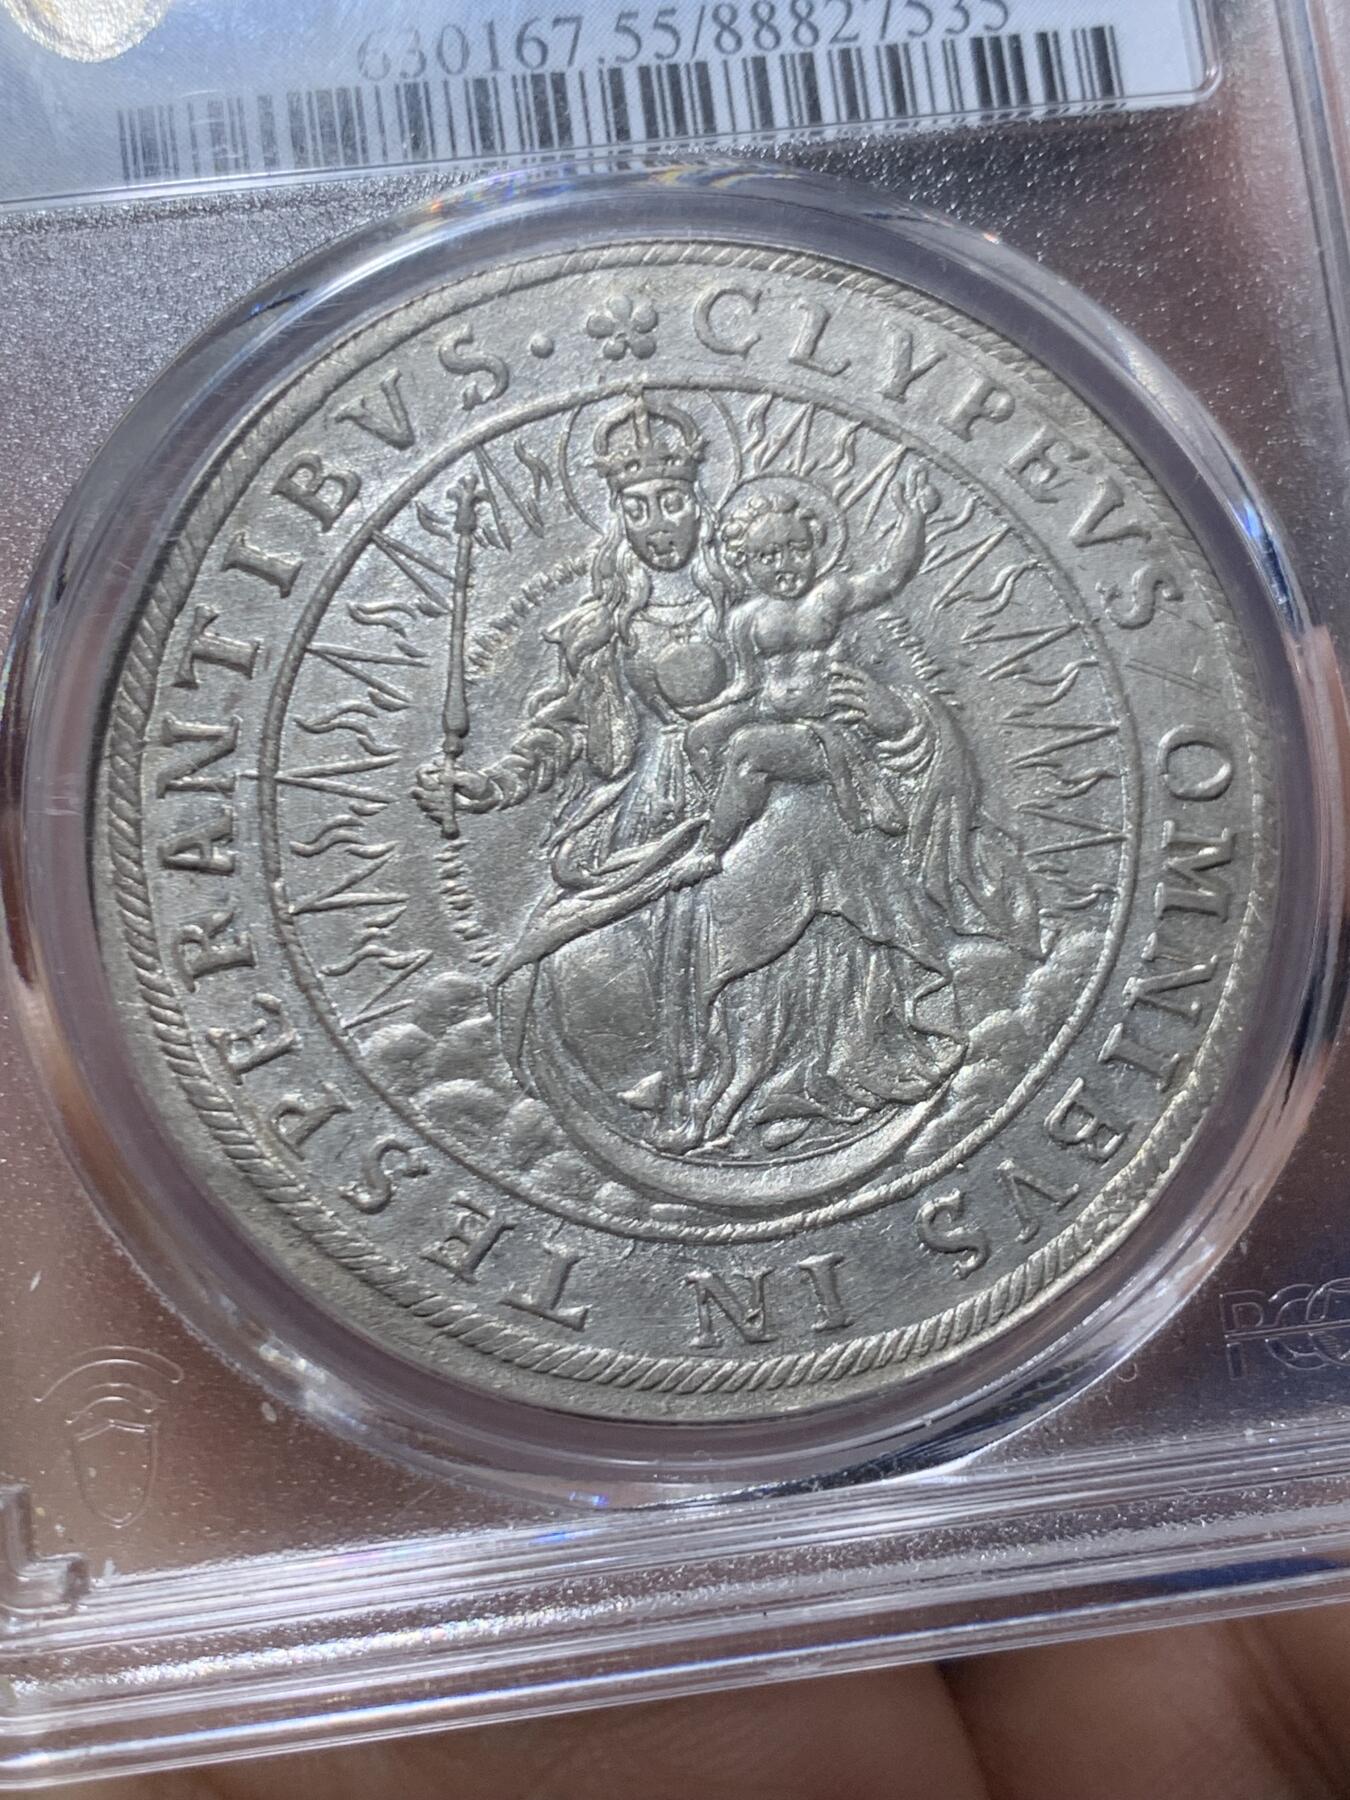 630167.55/88827535
CLYPEVS OMNIBVS IN TE SPERANTIBVS ·